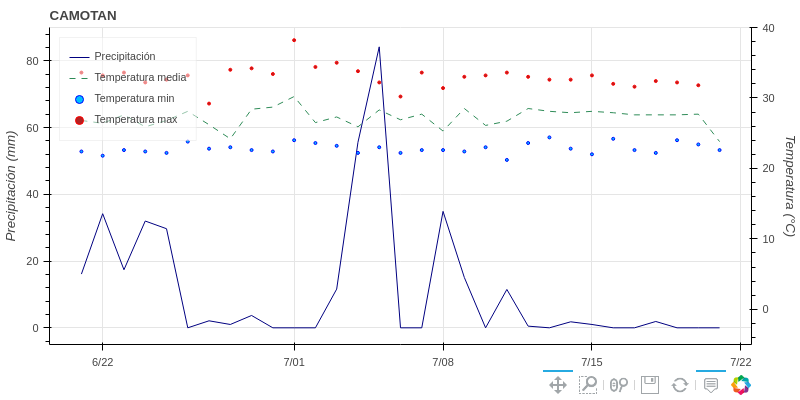 CAMOTAN
Precipitación
Temperatura media
Temperatura min
Temperatura max
Precipitación (mm)
80
60
40
20
0
Temperatura (°C)
40
30
20
10
0
6/22
7/01
7/08
7/15
7/22